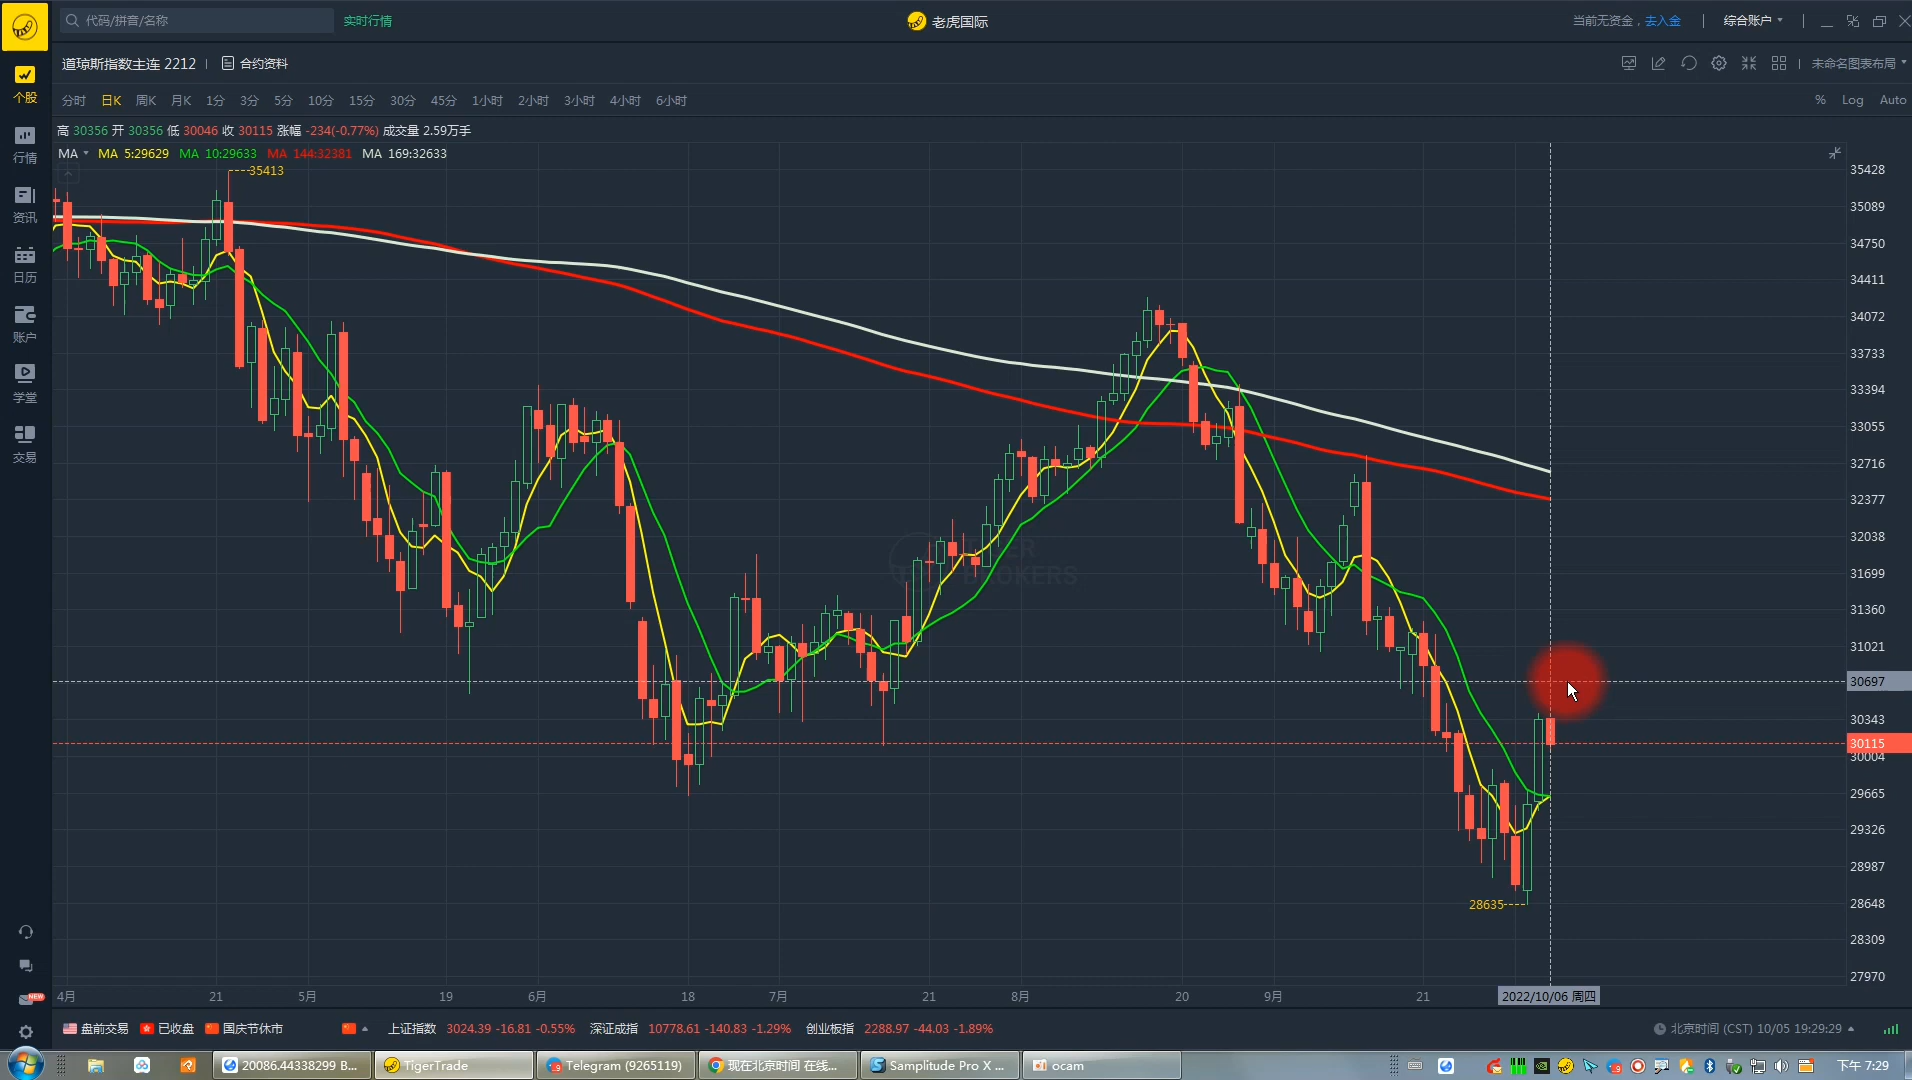 代码/拼音/名称
实时行情
老虎国际
当前无资金，去入金
综合账户
道琼斯指数主连 2212
合约资料
未命名图表布局
分时 日K 周K 月K 1分 3分 5分 10分 15分 30分 45分 1小时 2小时 3小时 4小时 6小时
% Log Auto
高 30356 开 30356 低 30046 收 30115 涨幅 -234(-0.77%) 成交量 2.59万手
MA MA 5:29629 MA 10:29633 MA 144:32381 MA 169:32633
个股
行情
资讯
日历
账户
学堂
交易
NEW
35413
28635
TIGER
BROKERS
35428
35089
34750
34411
34072
33733
33394
33055
32716
32377
32038
31699
31360
31021
30697
30343
30115
30004
29665
29326
28987
28648
28309
27970
4月 21 5月 19 6月 18 7月 21 8月 20 9月 21 2022/10/06 周四
盘前交易 已收盘 国庆节休市
上证指数 3024.39 -16.81 -0.55% 深证成指 10778.61 -140.83 -1.29% 创业板指 2288.97 -44.03 -1.89%
北京时间 (CST) 10/05 19:29:29
20086.44338299 B...
TigerTrade
Telegram (9265119)
现在北京时间 在线...
Samplitude Pro X ...
ocam
下午 7:29